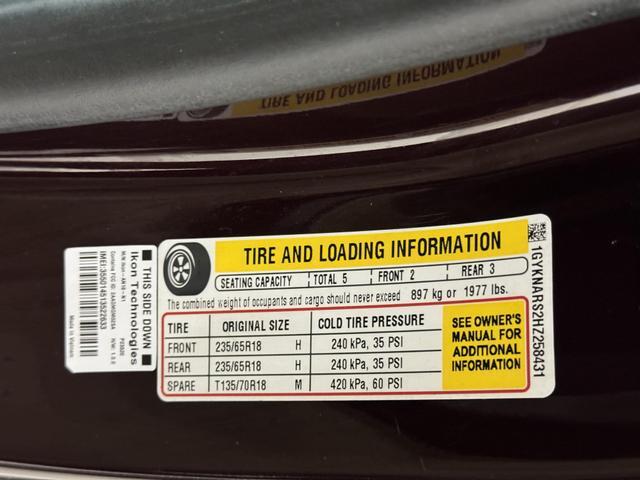 TIRE AND LOADING INFORMATION
TIRE AND LOADING INFORMATION
SEATING CAPACITY TOTAL 5 FRONT 2 REAR 3
The combined weight of occupants and cargo should never exceed 897 kg or 1977 lbs.
TIRE ORIGINAL SIZE COLD TIRE PRESSURE
FRONT 235/65R18 H 240 kPa, 35 PSI
REAR 235/65R18 H 240 kPa, 35 PSI
SPARE T135/70R18 M 420 kPa, 60 PSI
SEE OWNER'S
MANUAL FOR
ADDITIONAL
INFORMATION
1GYKNARS2HZ258431
THIS SIDE DOWN
Ikon Technologies
IMEI:355014513522633
Made in Vietnam